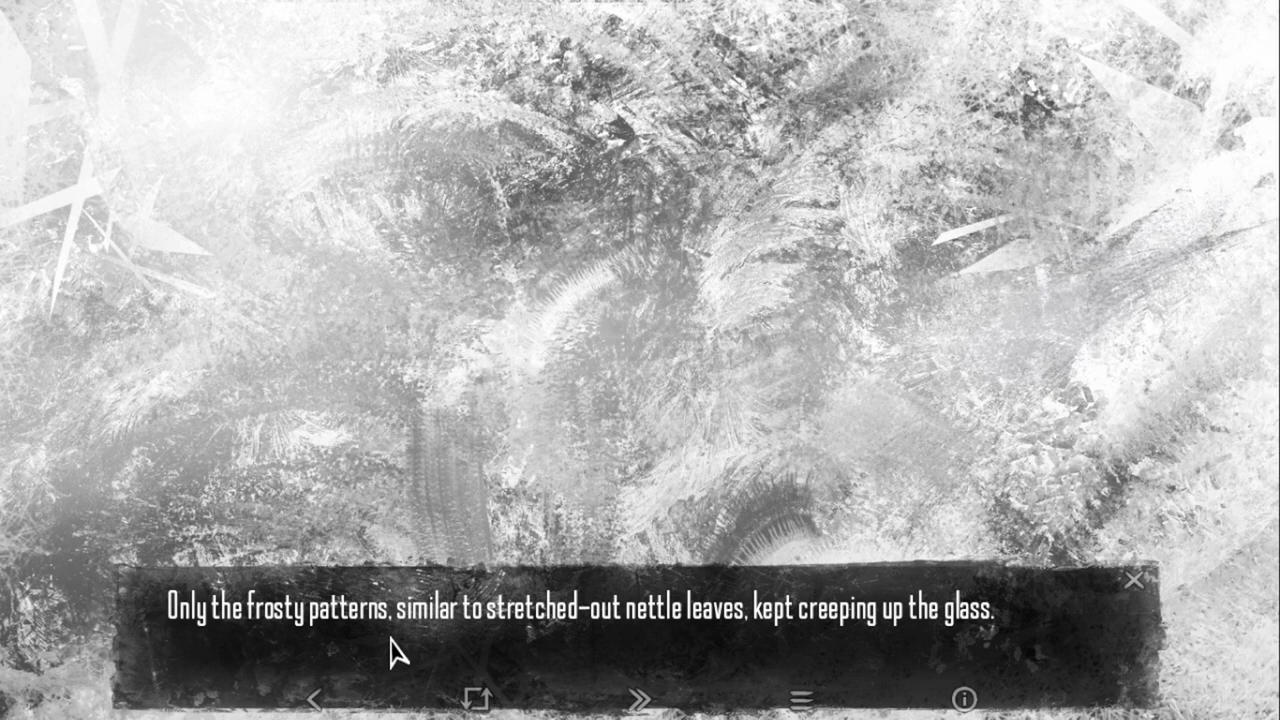 Only the frosty patterns, similar to stretched-out nettle leaves, kept creeping up the glass.